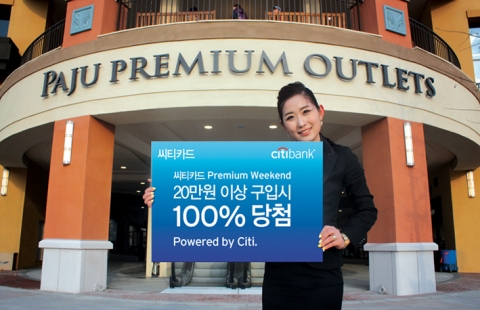 PAJU PREMIUM OUTLETS
씨티카드 citibank
씨티카드 Premium Weekend
20만원 이상 구입시
100% 당첨
Powered by Citi.